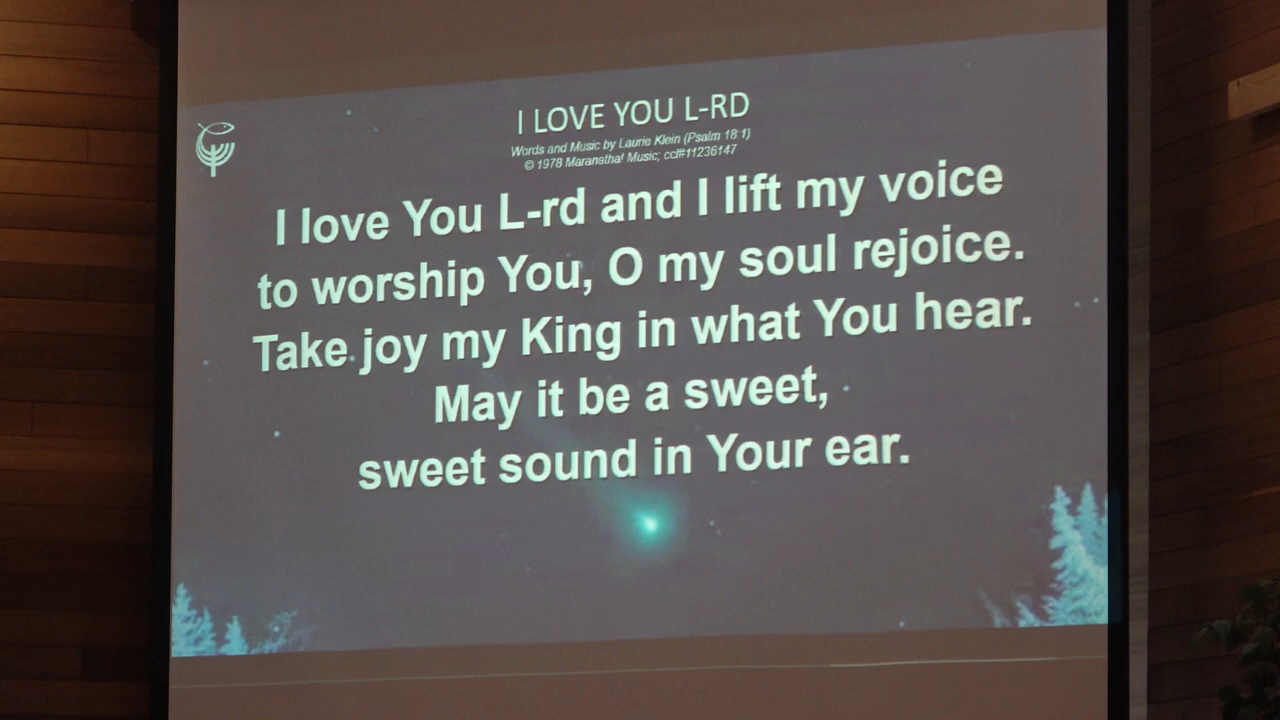 I LOVE YOU L-RD
Words and Music by Laurie Klein (Psalm 18:1)
© 1978 Maranatha! Music; ccli#11236147
I love You L-rd and I lift my voice
to worship You, O my soul rejoice.
Take joy my King in what You hear.
May it be a sweet,
sweet sound in Your ear.